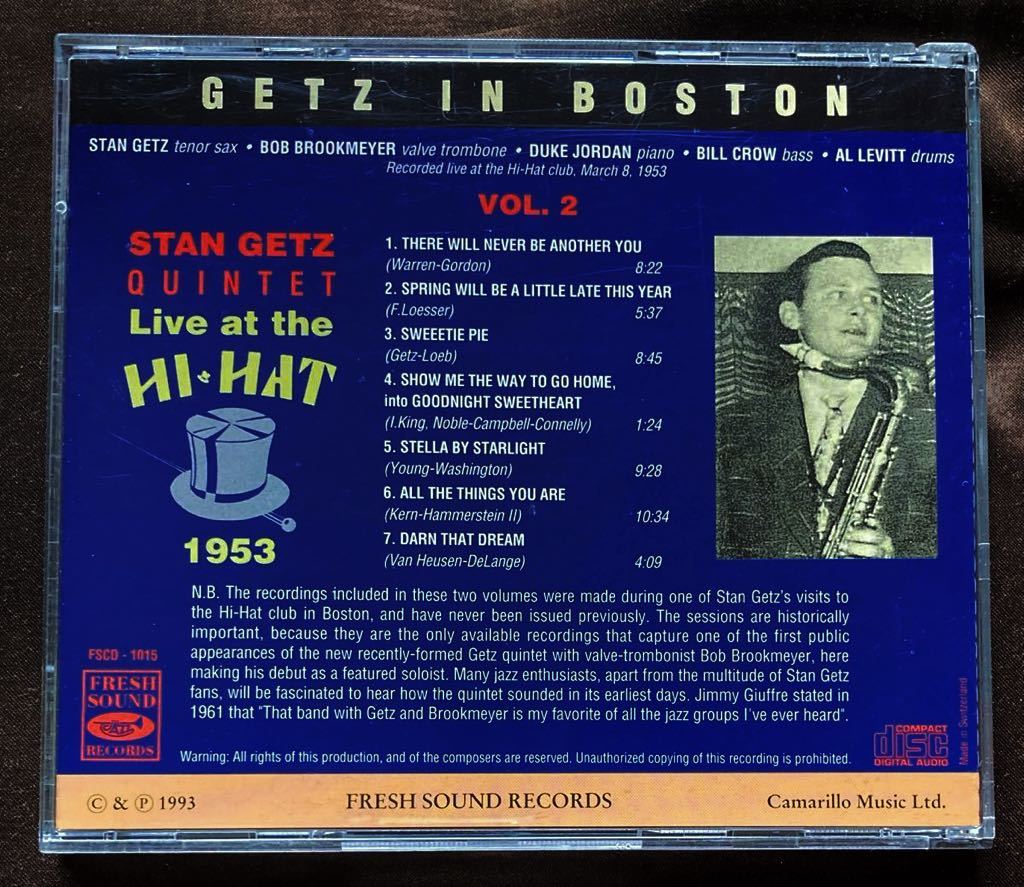 GETZ IN BOSTON
STAN GETZ tenor sax • BOB BROOKMEYER valve trombone • DUKE JORDAN piano • BILL CROW bass • AL LEVITT drums
Recorded live at the Hi-Hat club, March 8, 1953
VOL. 2
STAN GETZ
QUINTET
Live at the
HI-HAT
1953
1. THERE WILL NEVER BE ANOTHER YOU
(Warren-Gordon) 8:22
2. SPRING WILL BE A LITTLE LATE THIS YEAR
(F.Loesser) 5:37
3. SWEEETIE PIE
(Getz-Loeb) 8:45
4. SHOW ME THE WAY TO GO HOME,
into GOODNIGHT SWEETHEART
(I.King, Noble-Campbell-Connelly) 1:24
5. STELLA BY STARLIGHT
(Young-Washington) 9:28
6. ALL THE THINGS YOU ARE
(Kern-Hammerstein II) 10:34
7. DARN THAT DREAM
(Van Heusen-DeLange) 4:09
N.B. The recordings included in these two volumes were made during one of Stan Getz's visits to
the Hi-Hat club in Boston, and have never been issued previously. The sessions are historically
important, because they are the only available recordings that capture one of the first public
appearances of the new recently-formed Getz quintet with valve-trombonist Bob Brookmeyer, here
making his debut as a featured soloist. Many jazz enthusiasts, apart from the multitude of Stan Getz
fans, will be fascinated to hear how the quintet sounded in its earliest days. Jimmy Giuffre stated in
1961 that "That band with Getz and Brookmeyer is my favorite of all the jazz groups I've ever heard".
FSCD - 1015
FRESH
SOUND
JAZZ
RECORDS
Warning: All rights of this production, and of the composers are reserved. Unauthorized copying of this recording is prohibited.
COMPACT
disc
DIGITAL AUDIO
Made in Switzerland
© & ℗ 1993 FRESH SOUND RECORDS Camarillo Music Ltd.